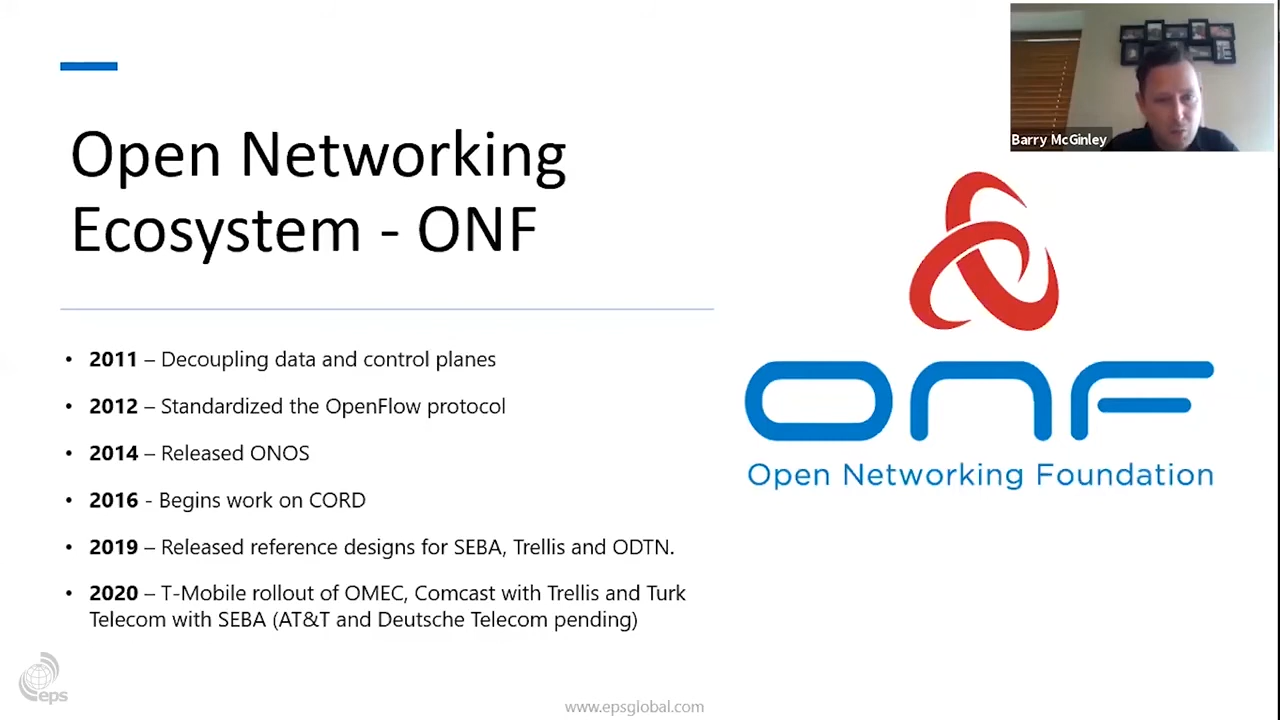 Barry McGinley
Open Networking
Ecosystem - ONF
• 2011 – Decoupling data and control planes
• 2012 – Standardized the OpenFlow protocol
• 2014 – Released ONOS
• 2016 - Begins work on CORD
• 2019 – Released reference designs for SEBA, Trellis and ODTN.
• 2020 – T-Mobile rollout of OMEC, Comcast with Trellis and Turk
Telecom with SEBA (AT&T and Deutsche Telecom pending)
ONF
Open Networking Foundation
eps
www.epsglobal.com